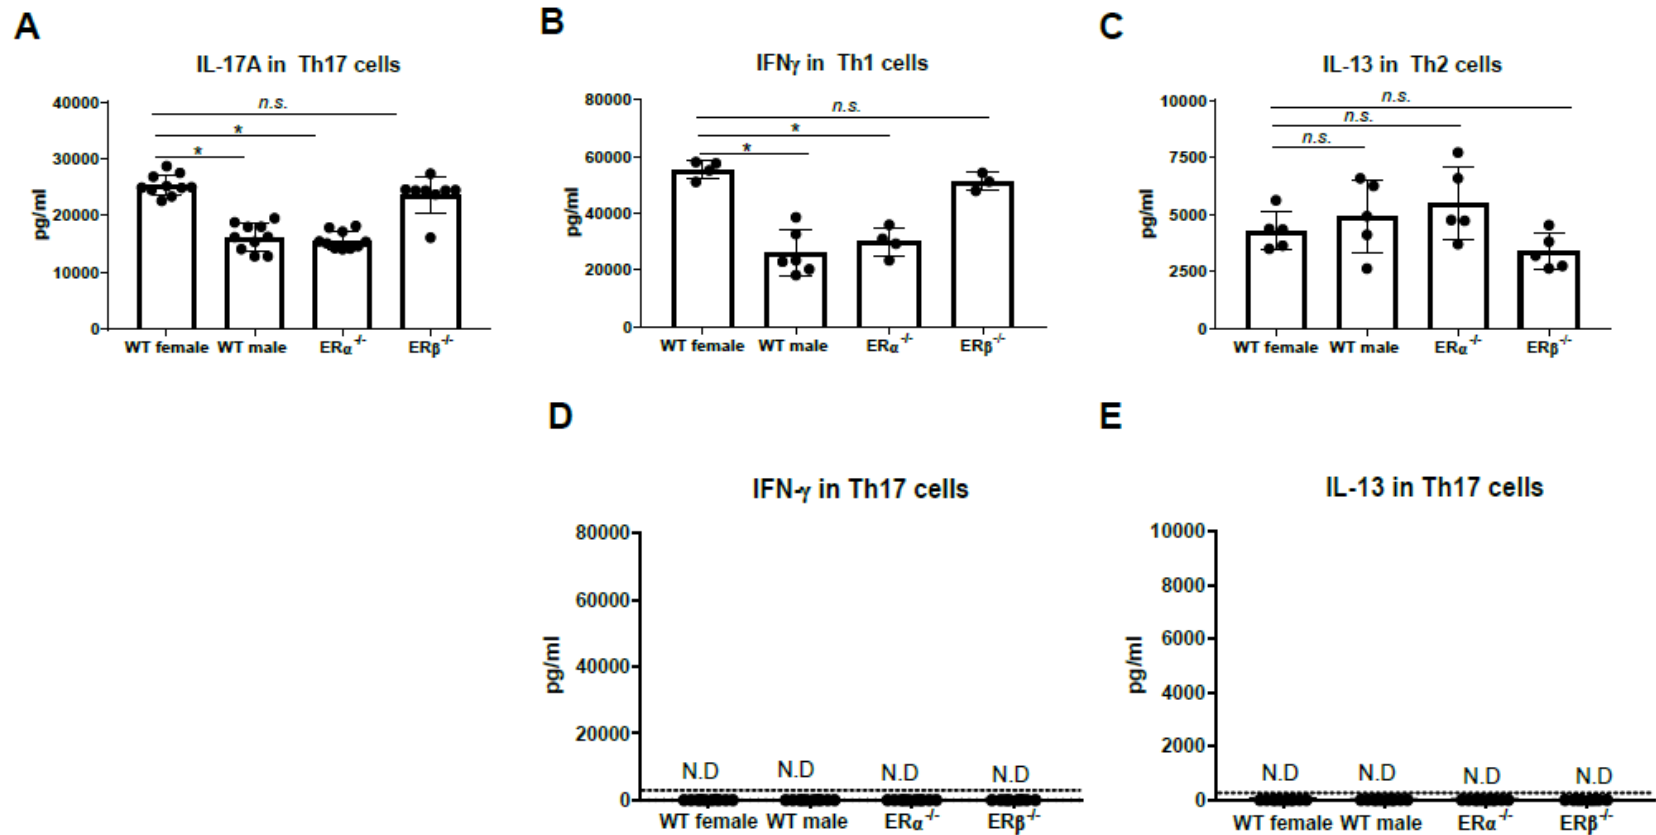 A
IL-17A in Th17 cells
40000
30000
20000
10000
0
pg/ml
n.s.
*
*
WT female WT male ERα-/- ERβ-/-
B
IFNγ in Th1 cells
80000
60000
40000
20000
0
pg/ml
n.s.
*
*
WT female WT male ERα-/- ERβ-/-
C
IL-13 in Th2 cells
10000
7500
5000
2500
0
pg/ml
n.s.
n.s.
n.s.
WT female WT male ERα-/- ERβ-/-
D
IFN-γ in Th17 cells
80000
60000
40000
20000
0
pg/ml
N.D N.D N.D N.D
WT female WT male ERα-/- ERβ-/-
E
IL-13 in Th17 cells
10000
8000
6000
4000
2000
0
pg/ml
N.D N.D N.D N.D
WT female WT male ERα-/- ERβ-/-